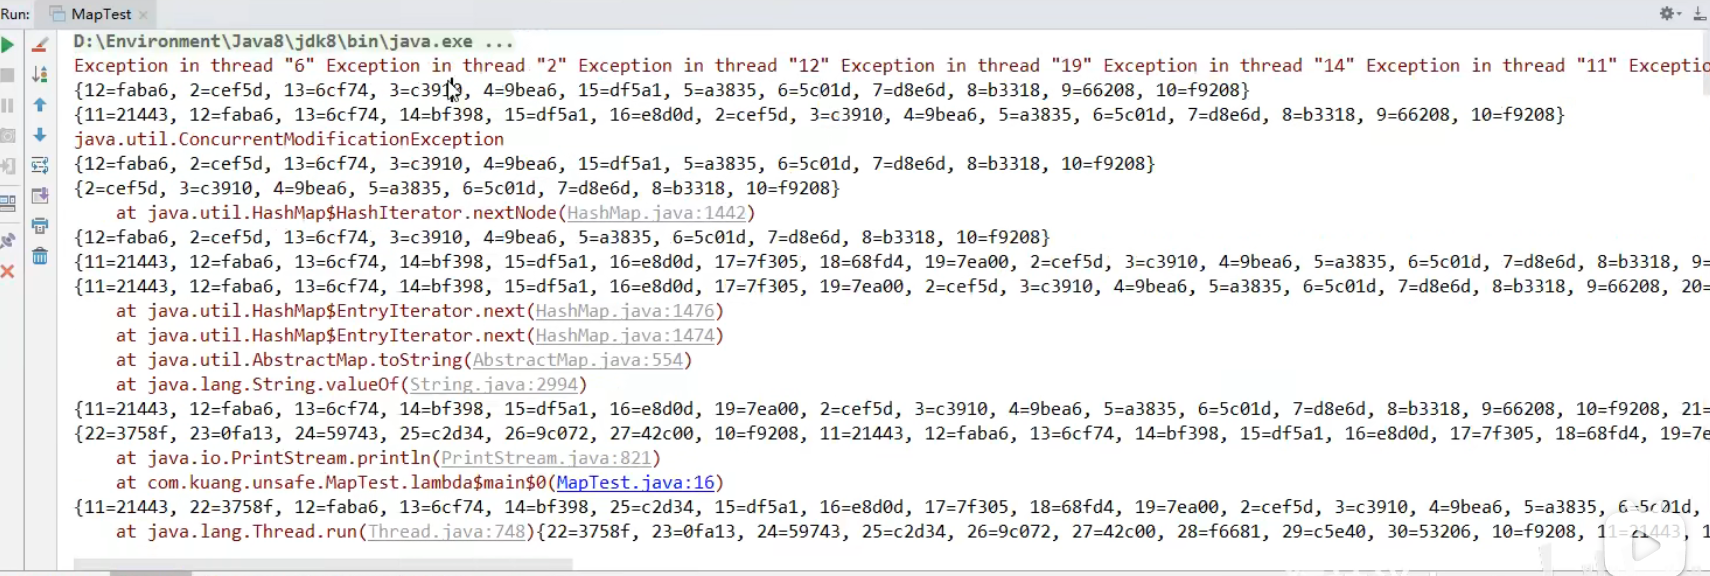 Run: MapTest
D:\Environment\Java8\jdk8\bin\java.exe ...
Exception in thread "6" Exception in thread "2" Exception in thread "12" Exception in thread "19" Exception in thread "14" Exception in thread "11" Exceptio
{12=faba6, 2=cef5d, 13=6cf74, 3=c3910, 4=9bea6, 15=df5a1, 5=a3835, 6=5c01d, 7=d8e6d, 8=b3318, 9=66208, 10=f9208}
{11=21443, 12=faba6, 13=6cf74, 14=bf398, 15=df5a1, 16=e8d0d, 2=cef5d, 3=c3910, 4=9bea6, 5=a3835, 6=5c01d, 7=d8e6d, 8=b3318, 9=66208, 10=f9208}
java.util.ConcurrentModificationException
{12=faba6, 2=cef5d, 13=6cf74, 3=c3910, 4=9bea6, 15=df5a1, 5=a3835, 6=5c01d, 7=d8e6d, 8=b3318, 10=f9208}
{2=cef5d, 3=c3910, 4=9bea6, 5=a3835, 6=5c01d, 7=d8e6d, 8=b3318, 10=f9208}
at java.util.HashMap$HashIterator.nextNode(HashMap.java:1442)
{12=faba6, 2=cef5d, 13=6cf74, 3=c3910, 4=9bea6, 5=a3835, 6=5c01d, 7=d8e6d, 8=b3318, 10=f9208}
{11=21443, 12=faba6, 13=6cf74, 14=bf398, 15=df5a1, 16=e8d0d, 17=7f305, 18=68fd4, 19=7ea00, 2=cef5d, 3=c3910, 4=9bea6, 5=a3835, 6=5c01d, 7=d8e6d, 8=b3318, 9=
{11=21443, 12=faba6, 13=6cf74, 14=bf398, 15=df5a1, 16=e8d0d, 17=7f305, 19=7ea00, 2=cef5d, 3=c3910, 4=9bea6, 5=a3835, 6=5c01d, 7=d8e6d, 8=b3318, 9=66208, 20=
at java.util.HashMap$EntryIterator.next(HashMap.java:1476)
at java.util.HashMap$EntryIterator.next(HashMap.java:1474)
at java.util.AbstractMap.toString(AbstractMap.java:554)
at java.lang.String.valueOf(String.java:2994)
{11=21443, 12=faba6, 13=6cf74, 14=bf398, 15=df5a1, 16=e8d0d, 19=7ea00, 2=cef5d, 3=c3910, 4=9bea6, 5=a3835, 6=5c01d, 7=d8e6d, 8=b3318, 9=66208, 10=f9208, 21=
{22=3758f, 23=0fa13, 24=59743, 25=c2d34, 26=9c072, 27=42c00, 10=f9208, 11=21443, 12=faba6, 13=6cf74, 14=bf398, 15=df5a1, 16=e8d0d, 17=7f305, 18=68fd4, 19=7e
at java.io.PrintStream.println(PrintStream.java:821)
at com.kuang.unsafe.MapTest.lambda$main$0(MapTest.java:16)
{11=21443, 22=3758f, 12=faba6, 13=6cf74, 14=bf398, 25=c2d34, 15=df5a1, 16=e8d0d, 17=7f305, 18=68fd4, 19=7ea00, 2=cef5d, 3=c3910, 4=9bea6, 5=a3835, 6=5c01d,
at java.lang.Thread.run(Thread.java:748){22=3758f, 23=0fa13, 24=59743, 25=c2d34, 26=9c072, 27=42c00, 28=f6681, 29=c5e40, 30=53206, 10=f9208, 11=21443, 1